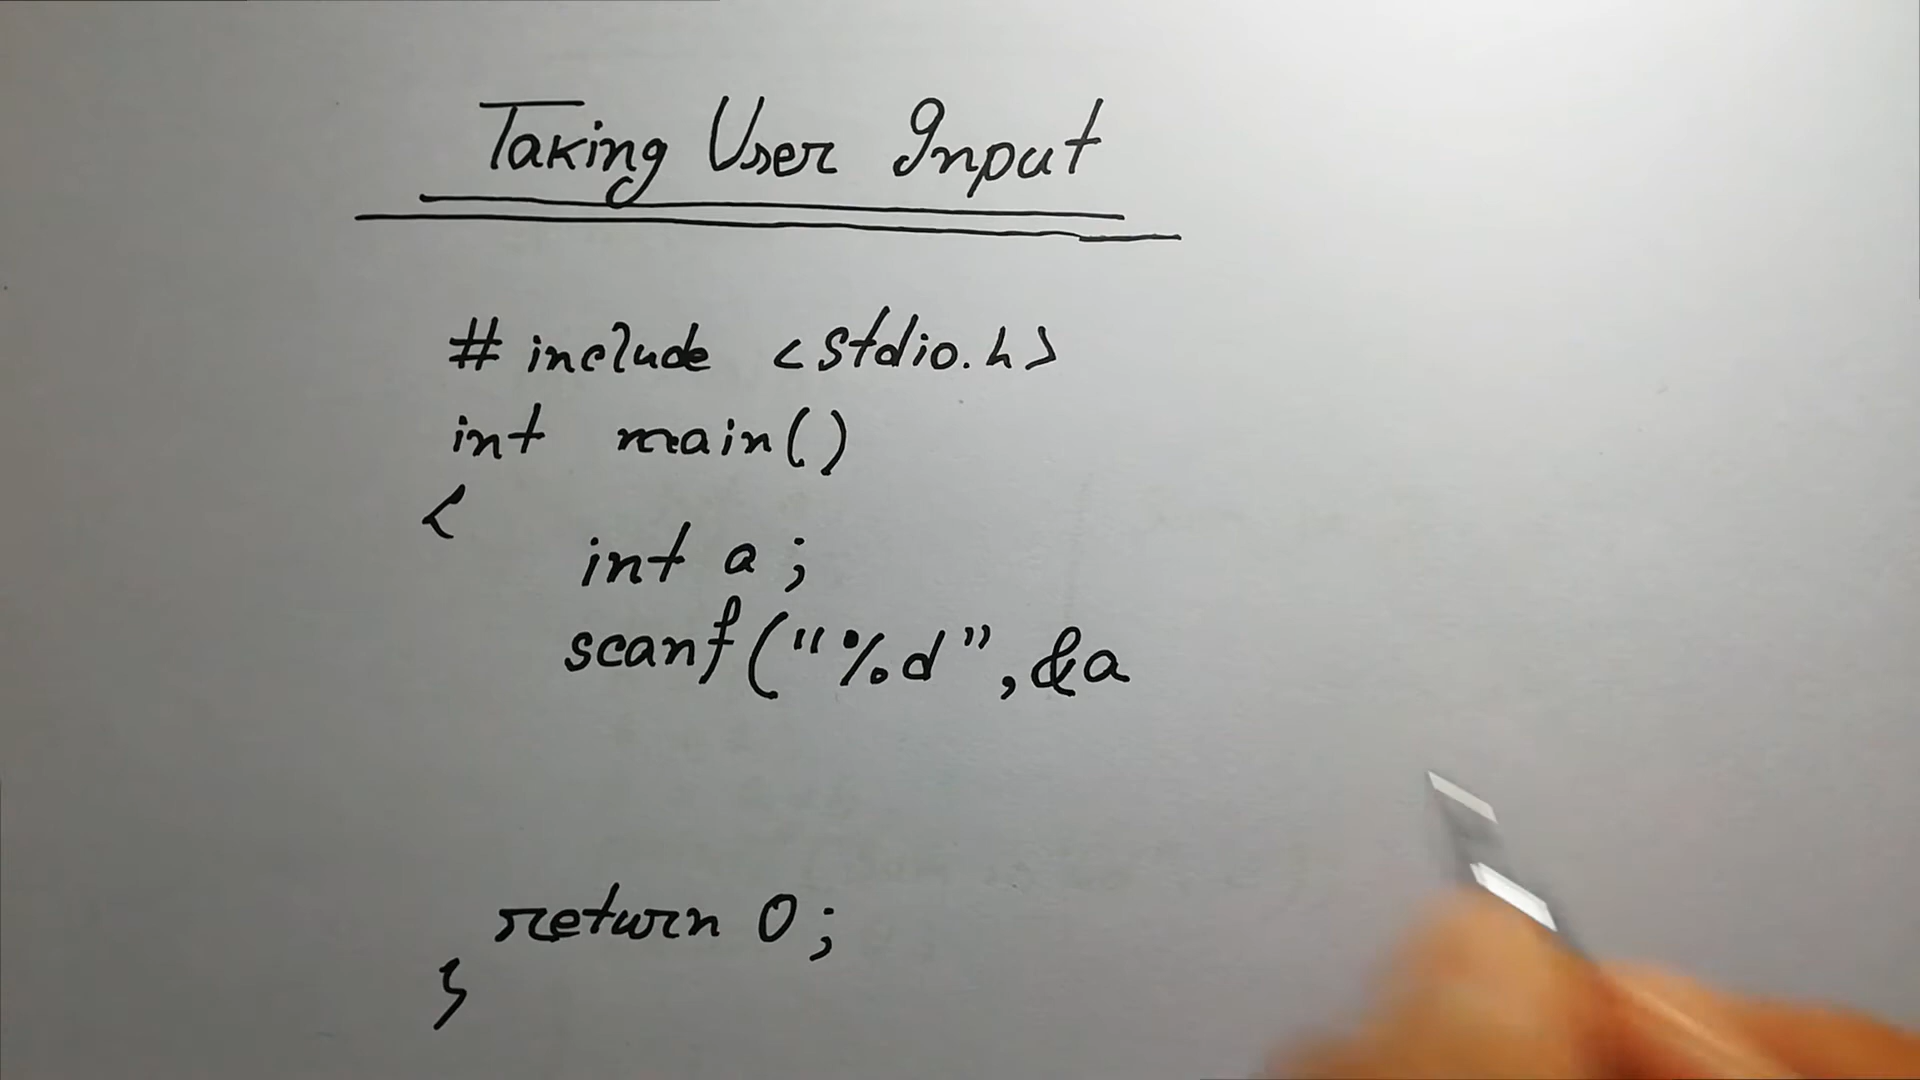 Taking User Input
# include <stdio.h>
int main()
{
int a ;
scanf("%d",&a
return 0 ;
}